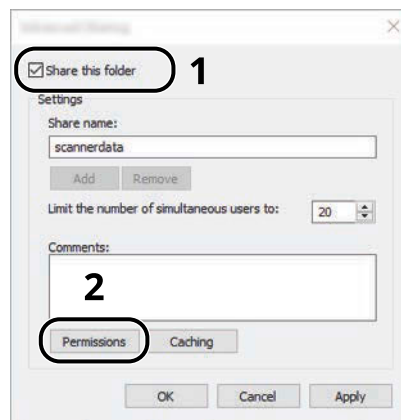 Share this folder
1
Settings
Share name:
scannerdata
Add Remove
Limit the number of simultaneous users to: 20
Comments:
2
Permissions Caching
OK Cancel Apply